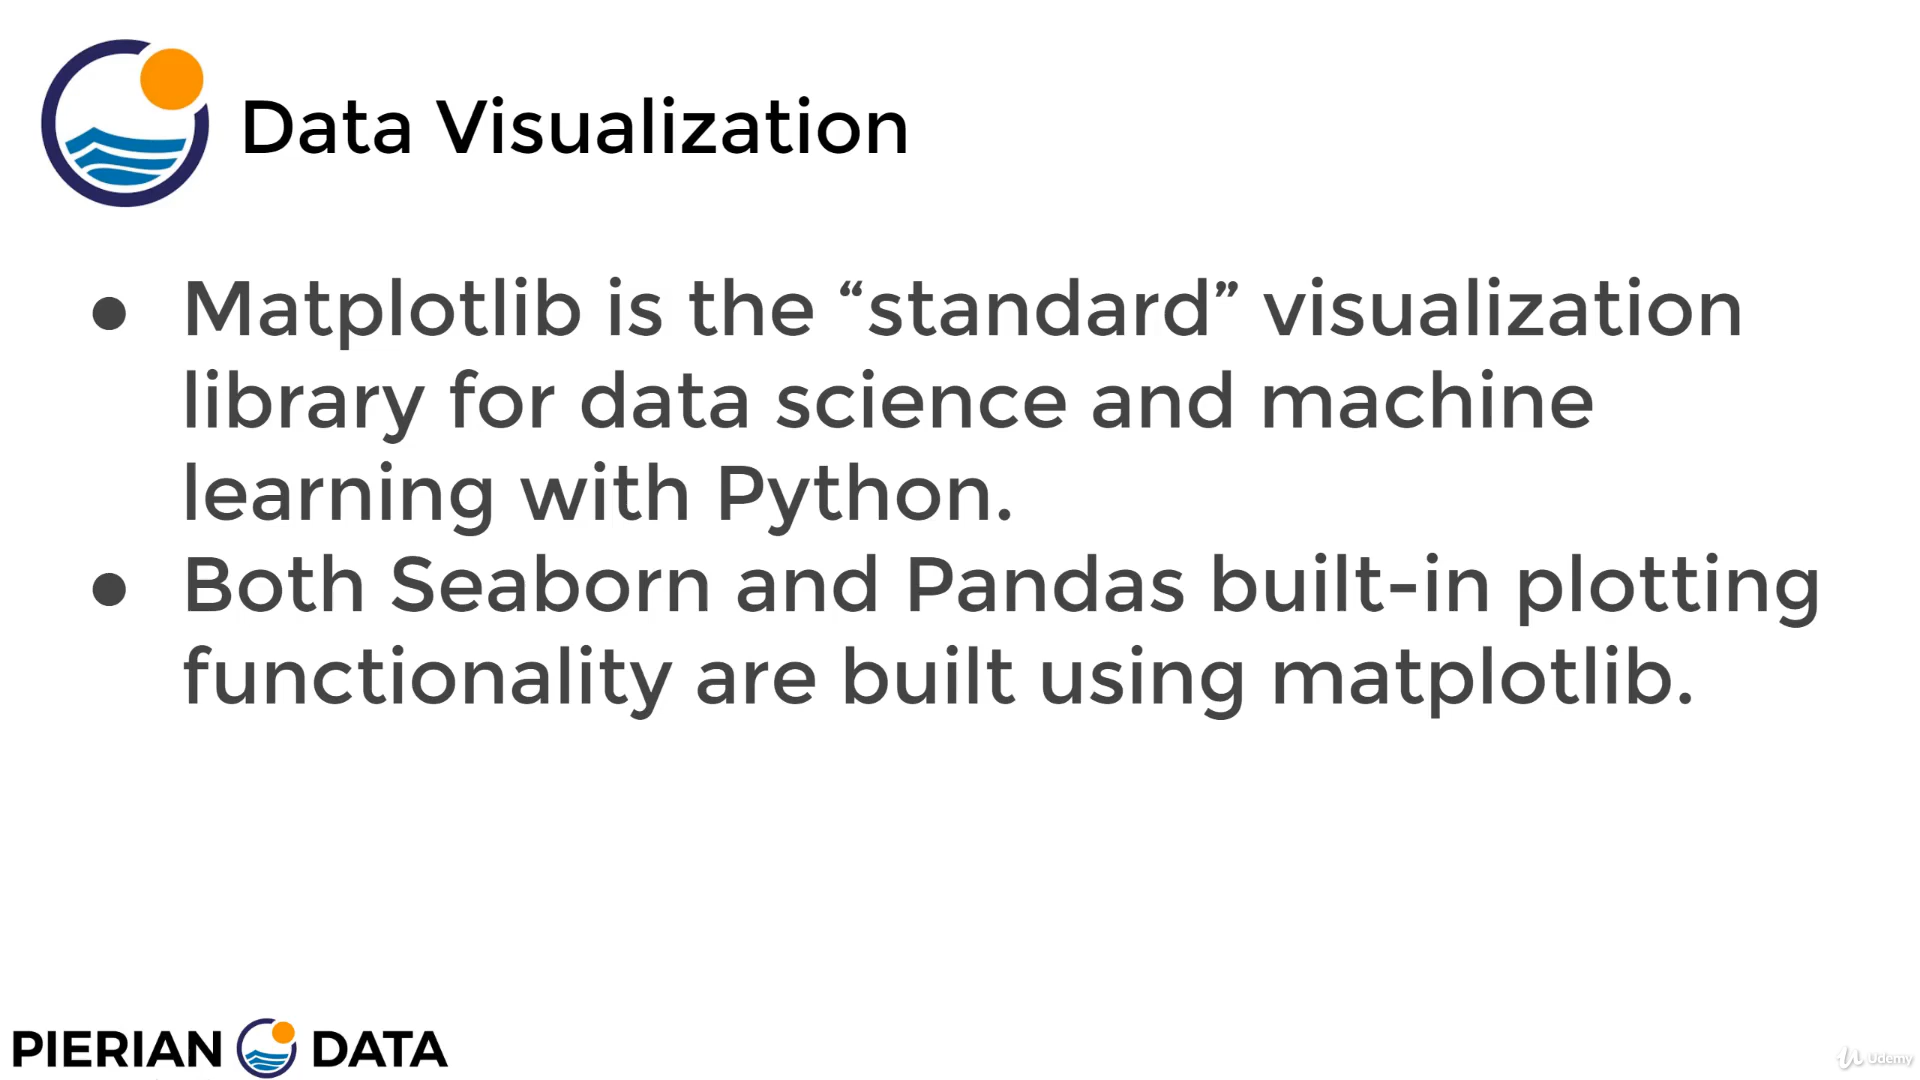 Data Visualization
● Matplotlib is the “standard” visualization
library for data science and machine
learning with Python.
● Both Seaborn and Pandas built-in plotting
functionality are built using matplotlib.
PIERIAN DATA
Udemy